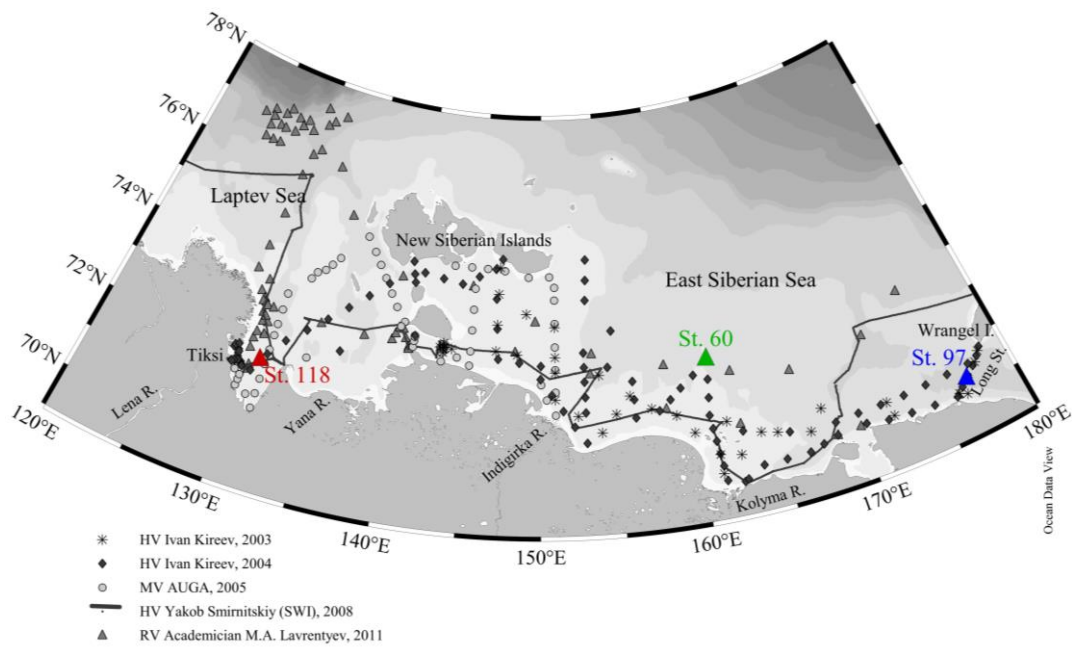 78°N
76°N
74°N
72°N
70°N
120°E
130°E
140°E
150°E
160°E
170°E
180°E
Laptev Sea
New Siberian Islands
East Siberian Sea
Wrangel I.
Long St.
Tiksi
St. 118
St. 60
St. 97
Lena R.
Yana R.
Indigirka R.
Kolyma R.
Ocean Data View
HV Ivan Kireev, 2003
HV Ivan Kireev, 2004
MV AUGA, 2005
HV Yakob Smirnitskiy (SWI), 2008
RV Academician M.A. Lavrentyev, 2011